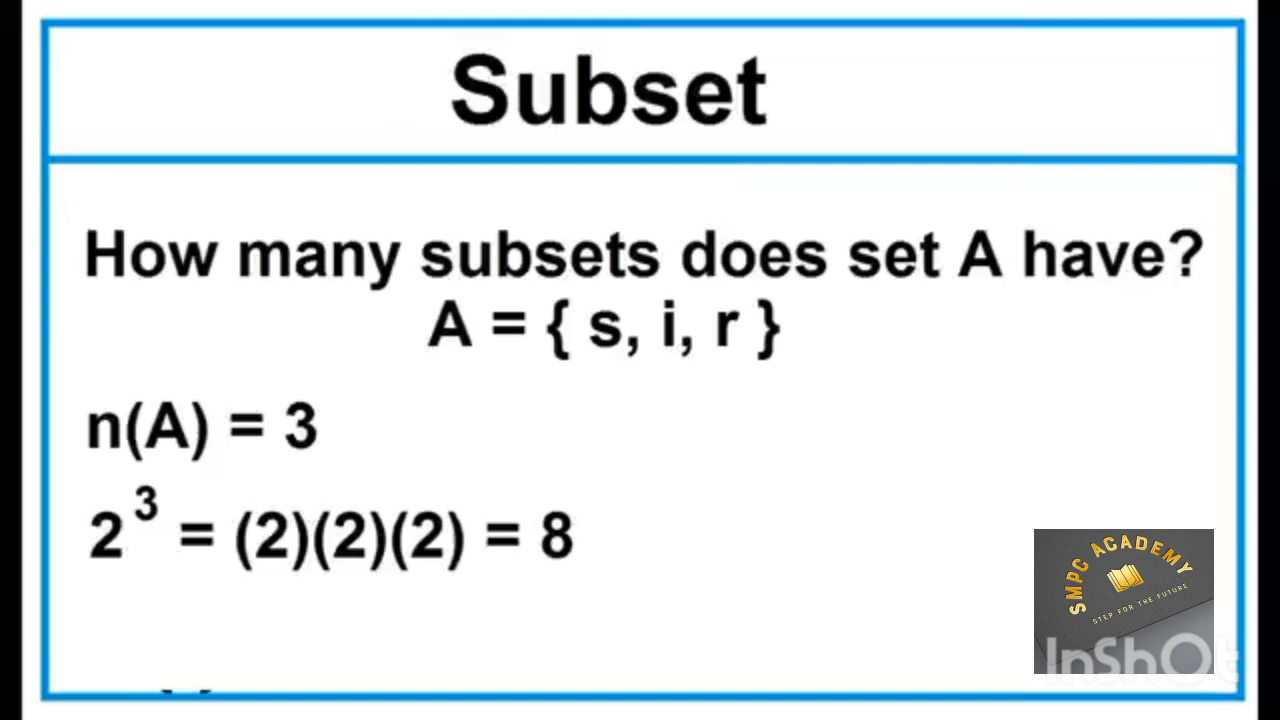 Subset
How many subsets does set A have?
A = { s, i, r }
n(A) = 3
2³ = (2)(2)(2) = 8
SMPC ACADEMY
STEP FOR THE FUTURE
InShOt